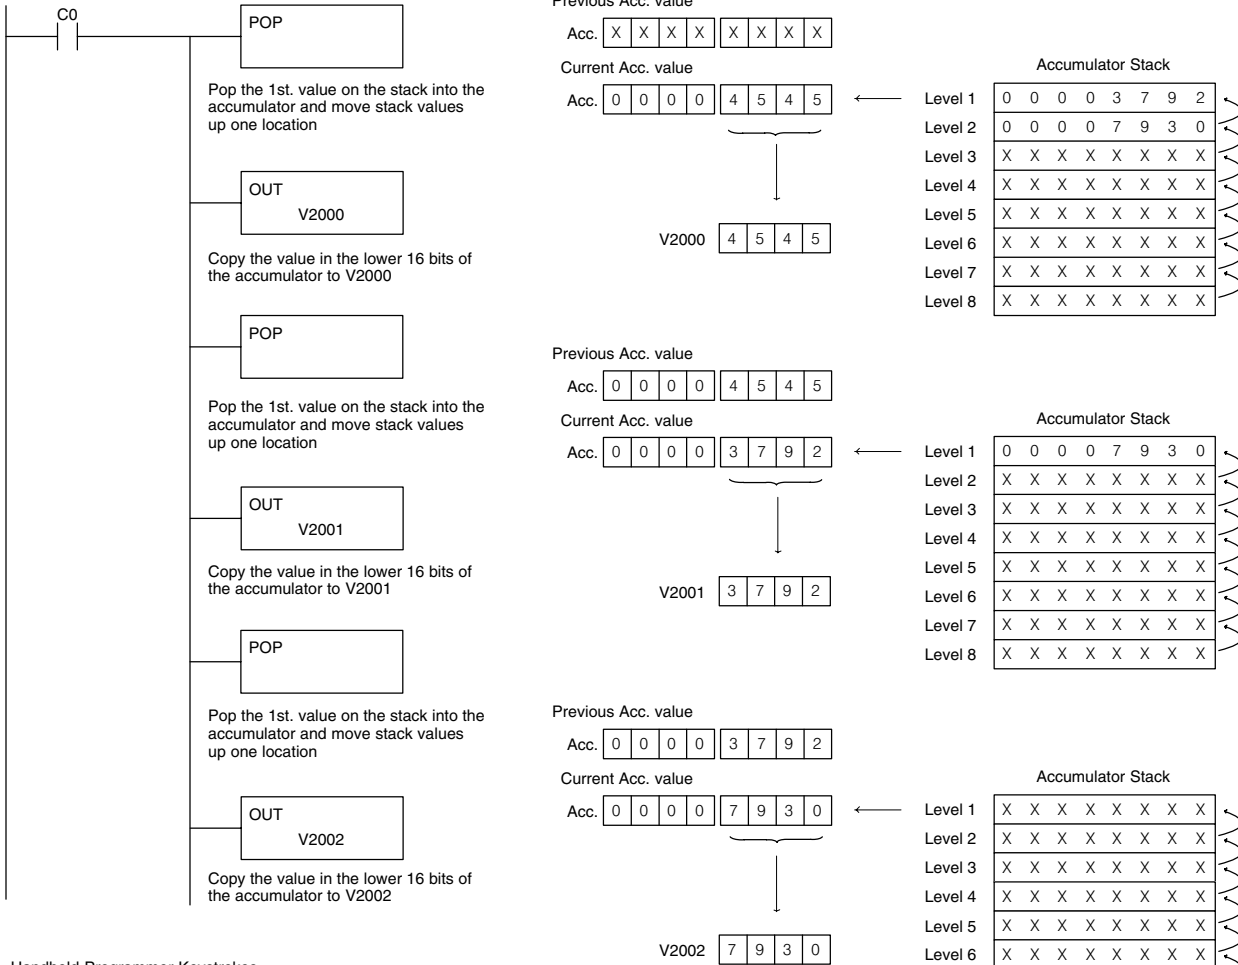 C0
POP
Pop the 1st. value on the stack into the
accumulator and move stack values
up one location
OUT
V2000
Copy the value in the lower 16 bits of
the accumulator to V2000
POP
Pop the 1st. value on the stack into the
accumulator and move stack values
up one location
OUT
V2001
Copy the value in the lower 16 bits of
the accumulator to V2001
POP
Pop the 1st. value on the stack into the
accumulator and move stack values
up one location
OUT
V2002
Copy the value in the lower 16 bits of
the accumulator to V2002
Handheld Programmer Keystrokes
Previous Acc. value
Acc. X X X X X X X X
Current Acc. value
Acc. 0 0 0 0 4 5 4 5
V2000 4 5 4 5
Accumulator Stack
Level 1 0 0 0 0 3 7 9 2
Level 2 0 0 0 0 7 9 3 0
Level 3 X X X X X X X X
Level 4 X X X X X X X X
Level 5 X X X X X X X X
Level 6 X X X X X X X X
Level 7 X X X X X X X X
Level 8 X X X X X X X X
Previous Acc. value
Acc. 0 0 0 0 4 5 4 5
Current Acc. value
Acc. 0 0 0 0 3 7 9 2
V2001 3 7 9 2
Accumulator Stack
Level 1 0 0 0 0 7 9 3 0
Level 2 X X X X X X X X
Level 3 X X X X X X X X
Level 4 X X X X X X X X
Level 5 X X X X X X X X
Level 6 X X X X X X X X
Level 7 X X X X X X X X
Level 8 X X X X X X X X
Previous Acc. value
Acc. 0 0 0 0 3 7 9 2
Current Acc. value
Acc. 0 0 0 0 7 9 3 0
V2002 7 9 3 0
Accumulator Stack
Level 1 X X X X X X X X
Level 2 X X X X X X X X
Level 3 X X X X X X X X
Level 4 X X X X X X X X
Level 5 X X X X X X X X
Level 6 X X X X X X X X